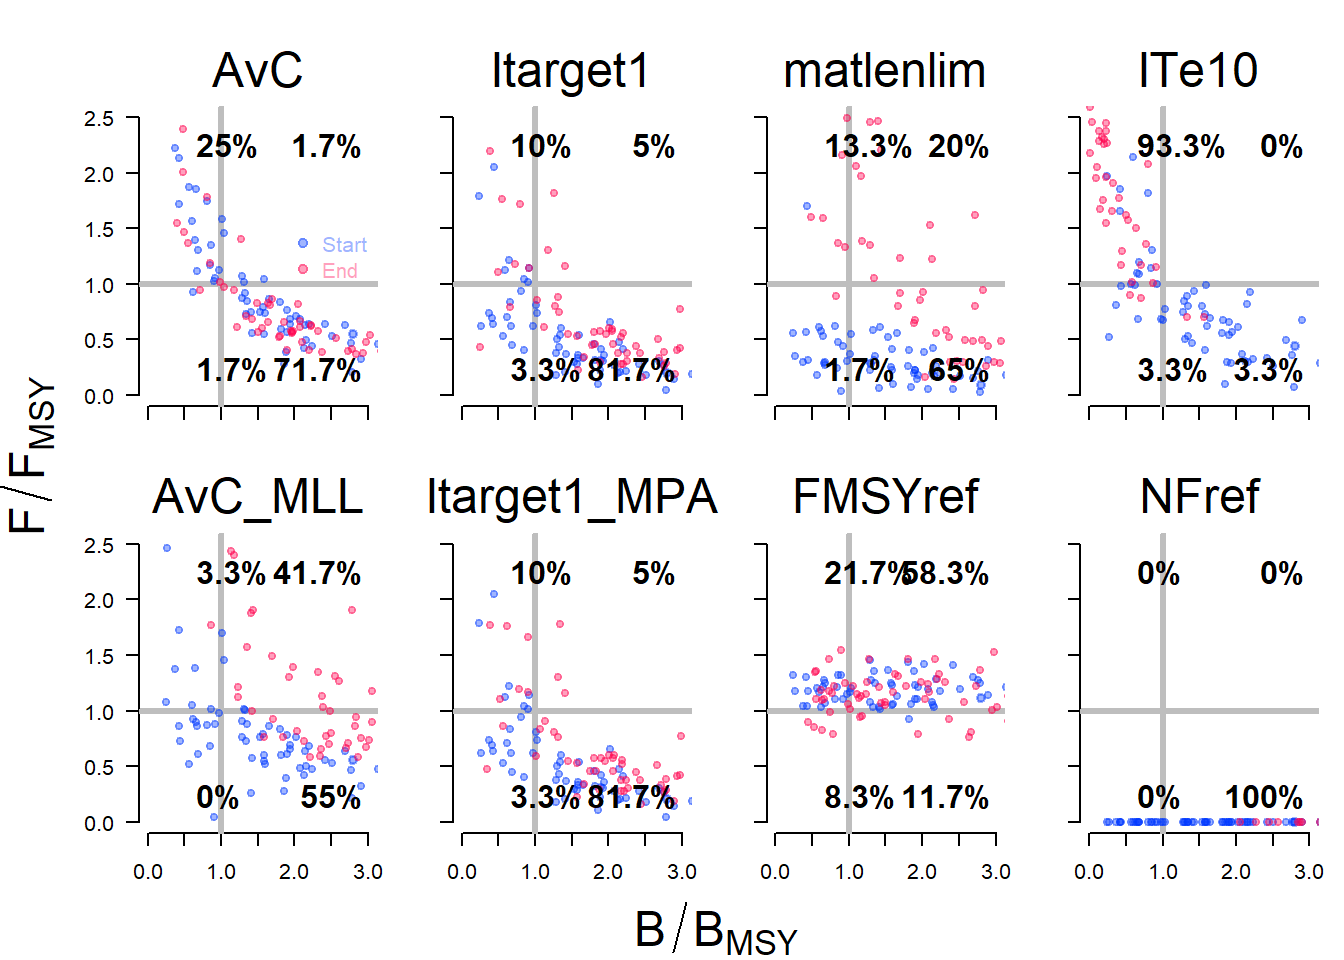 AvC Itarget1 matlenlim ITe10
2.5
25% 1.7% 10% 5% 13.3% 20% 93.3% 0%
2.0
1.5
Start
End
1.0
0.5
1.7% 71.7% 3.3% 81.7% 1.7% 65% 3.3% 3.3%
0.0
F/F_MSY
AvC_MLL Itarget1_MPA FMSYref NFref
2.5
3.3% 41.7% 10% 5% 21.7% 58.3% 0% 0%
2.0
1.5
1.0
0.5
0% 55% 3.3% 81.7% 8.3% 11.7% 0% 100%
0.0
0.0 1.0 2.0 3.0 0.0 1.0 2.0 3.0 0.0 1.0 2.0 3.0 0.0 1.0 2.0 3.0
B/B_MSY